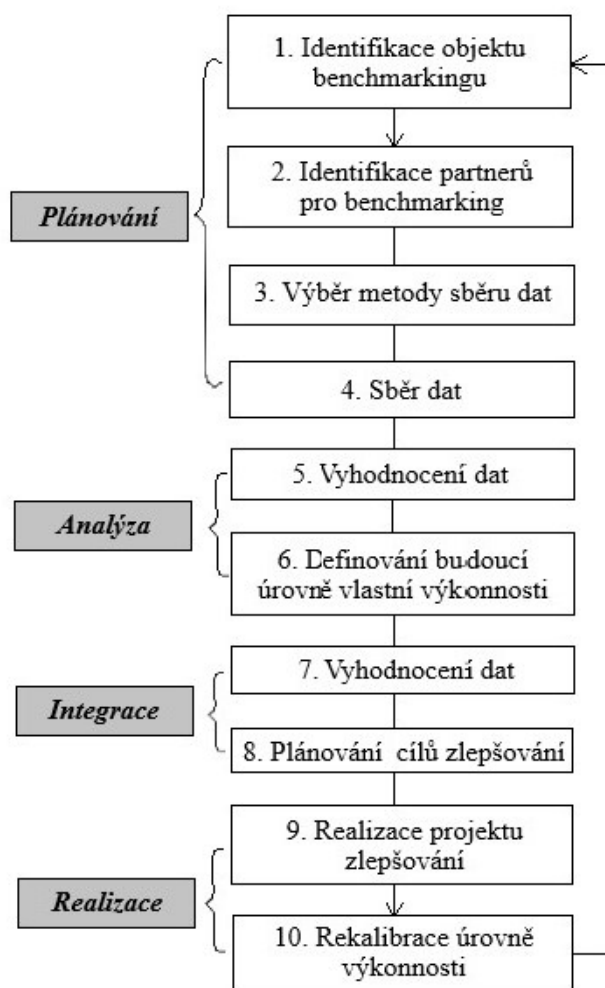 1. Identifikace objektu
benchmarkingu
2. Identifikace partnerů
pro benchmarking
Plánování
3. Výběr metody sběru dat
4. Sběr dat
5. Vyhodnocení dat
Analýza
6. Definování budoucí
úrovně vlastní výkonnosti
7. Vyhodnocení dat
Integrace
8. Plánování cílů zlepšování
9. Realizace projektu
zlepšování
Realizace
10. Rekalibrace úrovně
výkonnosti